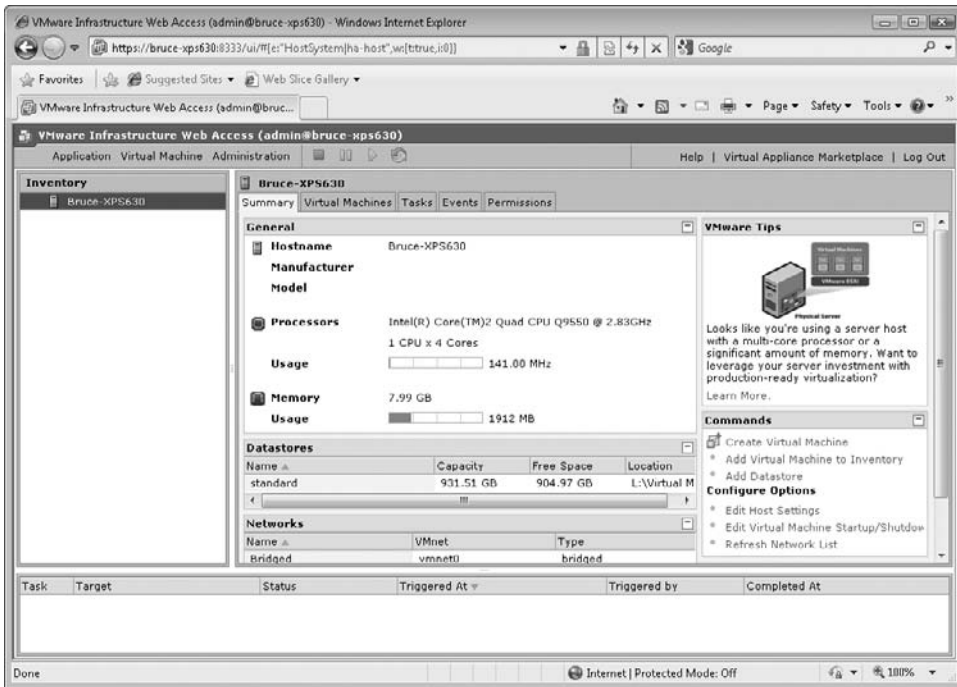 VMware Infrastructure Web Access (admin@bruce-xps630) - Windows Internet Explorer
https://bruce-xps630:8333/ui/#{e:"HostSystem|ha-host",w:{t:true,i:0}}
Google
Favorites Suggested Sites Web Slice Gallery
VMware Infrastructure Web Access (admin@bruc...
Page Safety Tools
VMware Infrastructure Web Access (admin@bruce-xps630)
Application Virtual Machine Administration Help | Virtual Appliance Marketplace | Log Out
Inventory
Bruce-XPS630
Bruce-XPS630
Summary Virtual Machines Tasks Events Permissions
General
Hostname Bruce-XPS630
Manufacturer
Model
Processors Intel(R) Core(TM)2 Quad CPU Q9550 @ 2.83GHz
1 CPU x 4 Cores
Usage 141.00 MHz
Memory 7.99 GB
Usage 1912 MB
Datastores
Name Capacity Free Space Location
standard 931.51 GB 904.97 GB L:\Virtual M
Networks
Name VMnet Type
Bridged vmnet0 bridged
VMware Tips
Virtual Machines
VMware ESXi
Physical Server
Looks like you're using a server host
with a multi-core processor or a
significant amount of memory. Want to
leverage your server investment with
production-ready virtualization?
Learn More.
Commands
Create Virtual Machine
Add Virtual Machine to Inventory
Add Datastore
Configure Options
Edit Host Settings
Edit Virtual Machine Startup/Shutdow
Refresh Network List
Task Target Status Triggered At Triggered by Completed At
Done Internet | Protected Mode: Off 100%